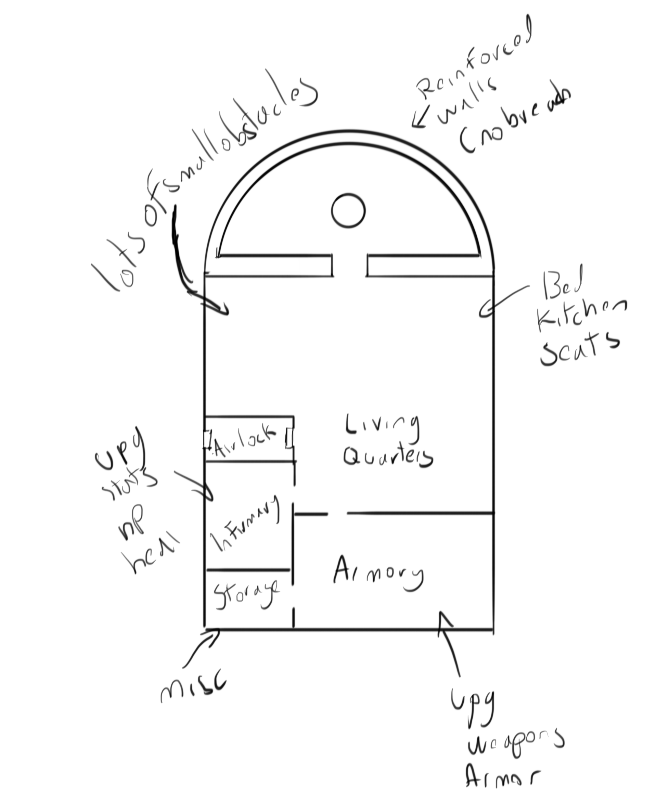 lots of small obstacles
Reinforced
walls
(no breach
Bed
Kitchen
Seats
Airlock
Living
Quarters
upg
stats
HP
heal
Infirmary
Armory
Storage
misc
upg
weapons
Armor